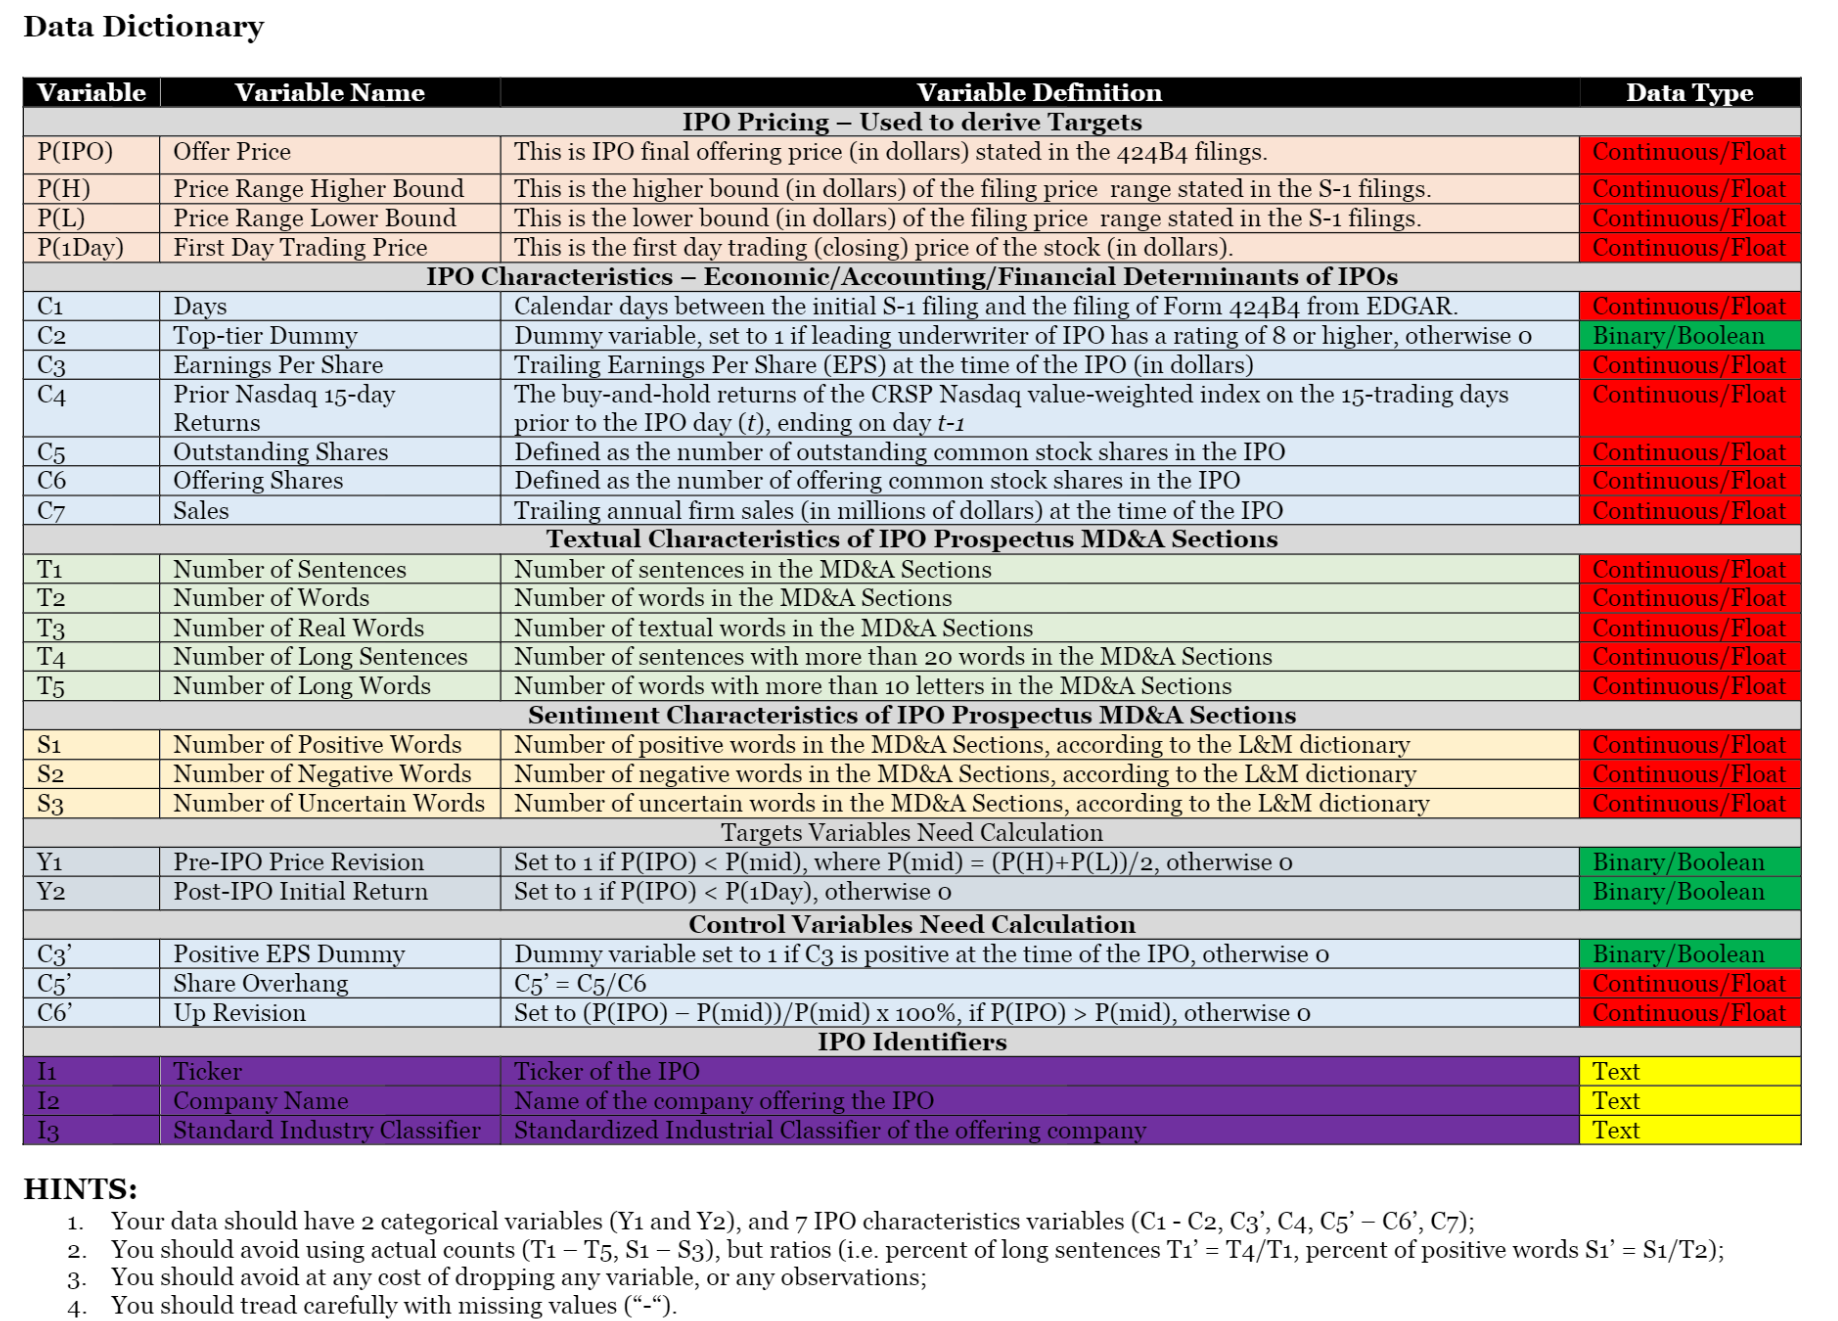 Data Dictionary
Variable Variable Name Variable Definition Data Type
IPO Pricing – Used to derive Targets
P(IPO) Offer Price This is IPO final offering price (in dollars) stated in the 424B4 filings. Continuous/Float
P(H) Price Range Higher Bound This is the higher bound (in dollars) of the filing price range stated in the S-1 filings. Continuous/Float
P(L) Price Range Lower Bound This is the lower bound (in dollars) of the filing price range stated in the S-1 filings. Continuous/Float
P(1Day) First Day Trading Price This is the first day trading (closing) price of the stock (in dollars). Continuous/Float
IPO Characteristics – Economic/Accounting/Financial Determinants of IPOs
C1 Days Calendar days between the initial S-1 filing and the filing of Form 424B4 from EDGAR. Continuous/Float
C2 Top-tier Dummy Dummy variable, set to 1 if leading underwriter of IPO has a rating of 8 or higher, otherwise 0 Binary/Boolean
C3 Earnings Per Share Trailing Earnings Per Share (EPS) at the time of the IPO (in dollars) Continuous/Float
C4 Prior Nasdaq 15-day The buy-and-hold returns of the CRSP Nasdaq value-weighted index on the 15-trading days Continuous/Float
Returns prior to the IPO day (t), ending on day t-1
C5 Outstanding Shares Defined as the number of outstanding common stock shares in the IPO Continuous/Float
C6 Offering Shares Defined as the number of offering common stock shares in the IPO Continuous/Float
C7 Sales Trailing annual firm sales (in millions of dollars) at the time of the IPO Continuous/Float
Textual Characteristics of IPO Prospectus MD&A Sections
T1 Number of Sentences Number of sentences in the MD&A Sections Continuous/Float
T2 Number of Words Number of words in the MD&A Sections Continuous/Float
T3 Number of Real Words Number of textual words in the MD&A Sections Continuous/Float
T4 Number of Long Sentences Number of sentences with more than 20 words in the MD&A Sections Continuous/Float
T5 Number of Long Words Number of words with more than 10 letters in the MD&A Sections Continuous/Float
Sentiment Characteristics of IPO Prospectus MD&A Sections
S1 Number of Positive Words Number of positive words in the MD&A Sections, according to the L&M dictionary Continuous/Float
S2 Number of Negative Words Number of negative words in the MD&A Sections, according to the L&M dictionary Continuous/Float
S3 Number of Uncertain Words Number of uncertain words in the MD&A Sections, according to the L&M dictionary Continuous/Float
Targets Variables Need Calculation
Y1 Pre-IPO Price Revision Set to 1 if P(IPO) < P(mid), where P(mid) = (P(H)+P(L))/2, otherwise 0 Binary/Boolean
Y2 Post-IPO Initial Return Set to 1 if P(IPO) < P(1Day), otherwise 0 Binary/Boolean
Control Variables Need Calculation
C3’ Positive EPS Dummy Dummy variable set to 1 if C3 is positive at the time of the IPO, otherwise 0 Binary/Boolean
C5’ Share Overhang C5’ = C5/C6 Continuous/Float
C6’ Up Revision Set to (P(IPO) – P(mid))/P(mid) x 100%, if P(IPO) > P(mid), otherwise 0 Continuous/Float
IPO Identifiers
I1 Ticker Ticker of the IPO Text
I2 Company Name Name of the company offering the IPO Text
I3 Standard Industry Classifier Standardized Industrial Classifier of the offering company Text
HINTS:
1. Your data should have 2 categorical variables (Y1 and Y2), and 7 IPO characteristics variables (C1 - C2, C3’, C4, C5’ – C6’, C7);
2. You should avoid using actual counts (T1 – T5, S1 – S3), but ratios (i.e. percent of long sentences T1’ = T4/T1, percent of positive words S1’ = S1/T2);
3. You should avoid at any cost of dropping any variable, or any observations;
4. You should tread carefully with missing values (“-“).